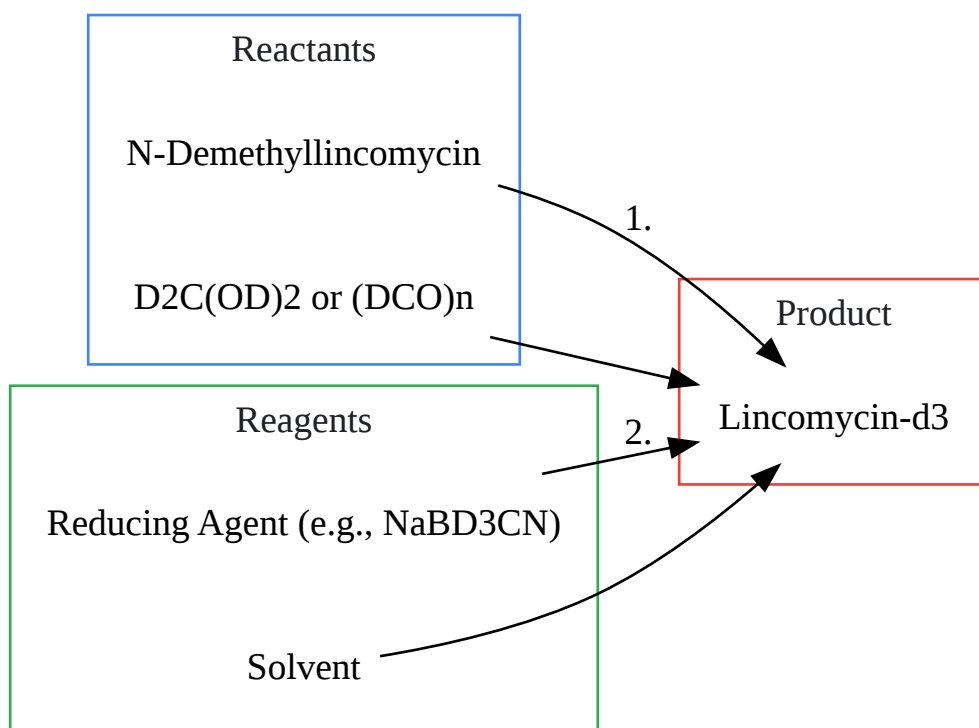 Reactants
N-Demethyllincomycin
1.
D2C(OD)2 or (DCO)n
Product
Lincomycin-d3
Reagents
2.
Reducing Agent (e.g., NaBD3CN)
Solvent